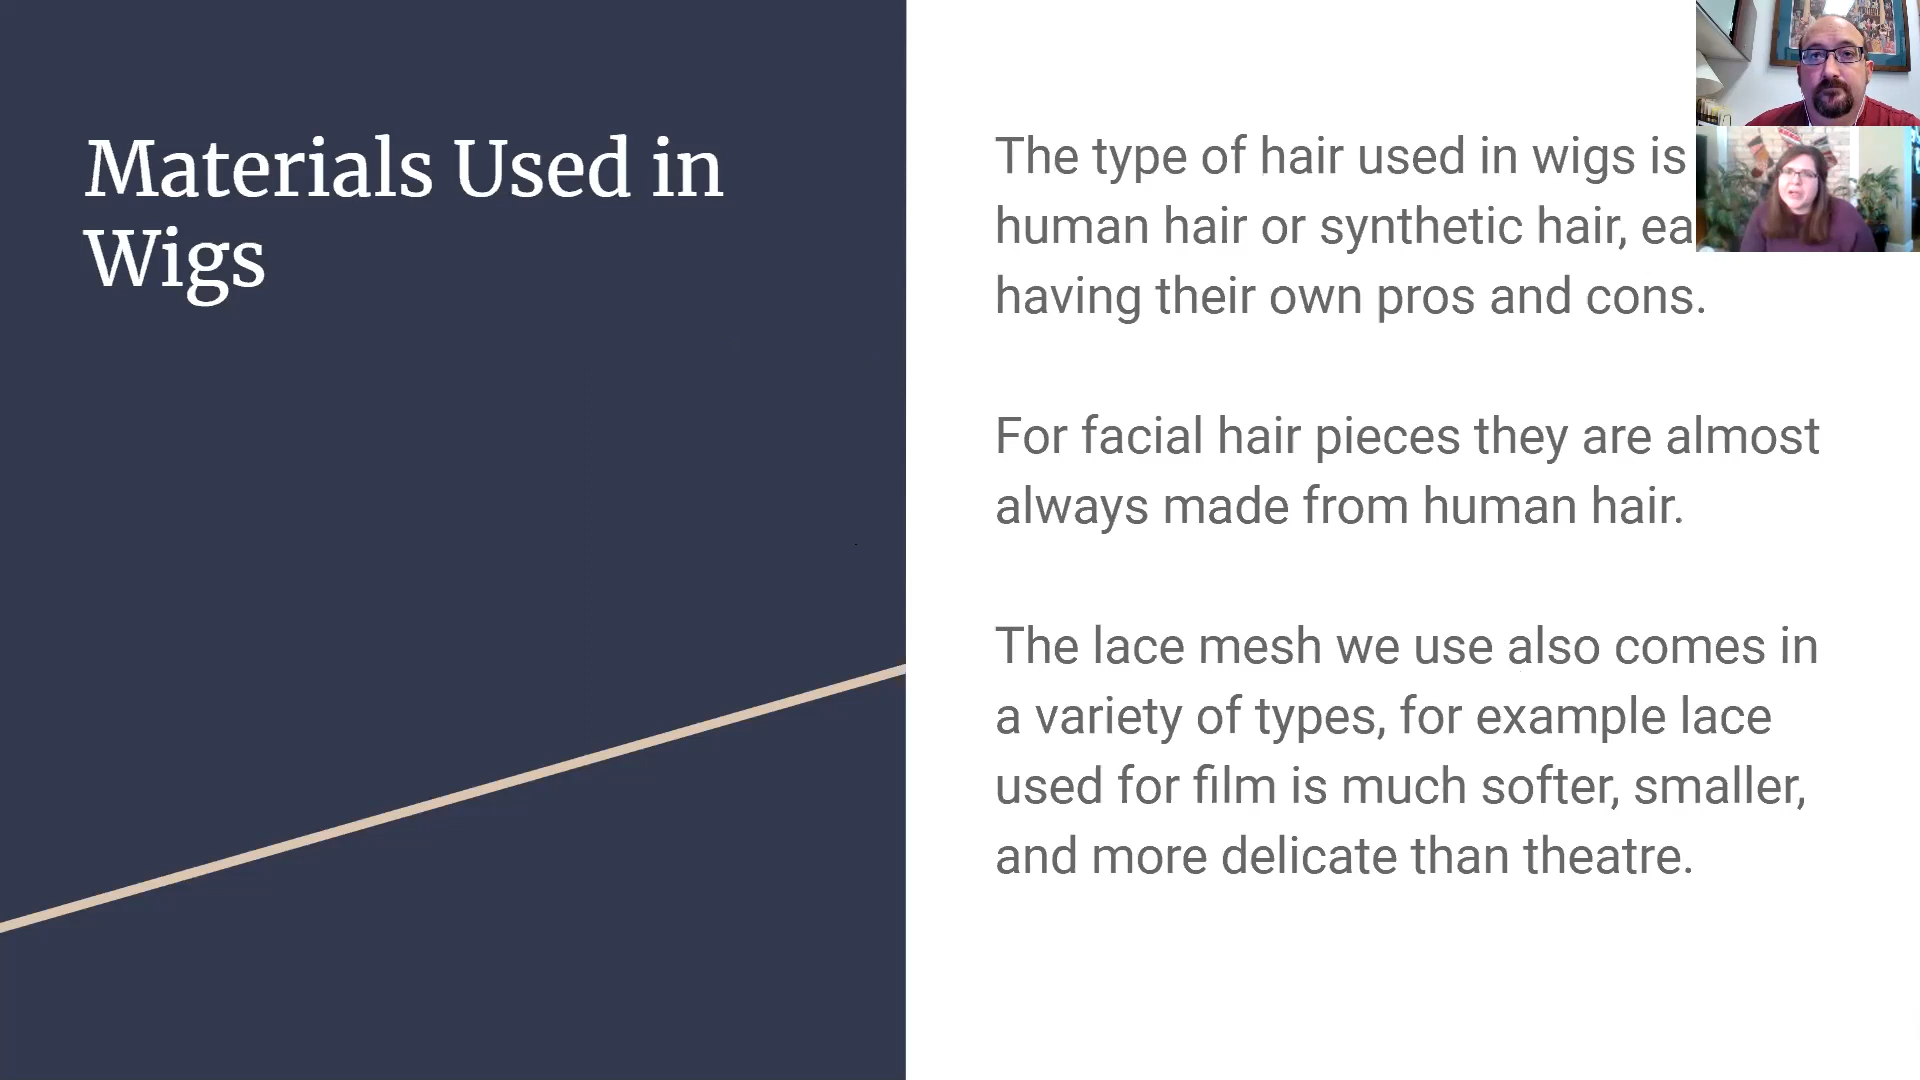 Materials Used in
Wigs
The type of hair used in wigs is
human hair or synthetic hair, ea
having their own pros and cons.
For facial hair pieces they are almost
always made from human hair.
The lace mesh we use also comes in
a variety of types, for example lace
used for film is much softer, smaller,
and more delicate than theatre.